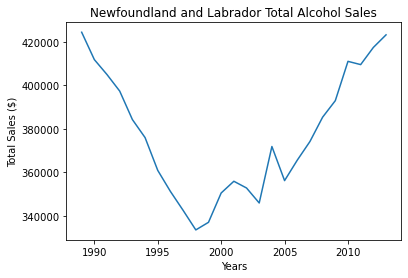 Newfoundland and Labrador Total Alcohol Sales
420000
400000
380000
360000
340000
Total Sales ($)
1990 1995 2000 2005 2010
Years